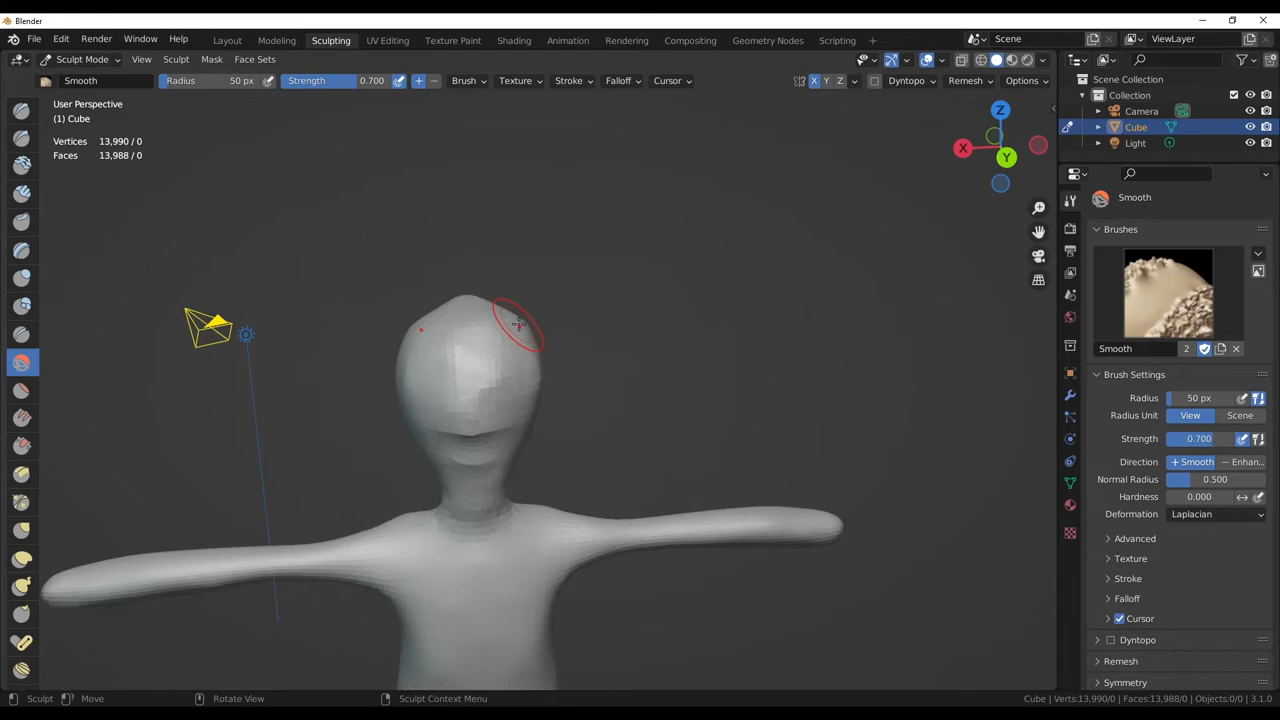 Blender
File Edit Render Window Help Layout Modeling Sculpting UV Editing Texture Paint Shading Animation Rendering Compositing Geometry Nodes Scripting + Scene ViewLayer
Sculpt Mode View Sculpt Mask Face Sets
Smooth Radius 50 px Strength 0.700 + − Brush Texture Stroke Falloff Cursor X Y Z Dyntopo Remesh Options
User Perspective
(1) Cube
Vertices 13,990 / 0
Faces 13,988 / 0
Z
X
Y
Scene Collection
Collection
Camera
Cube
Light
Smooth
Brushes
Smooth 2
Brush Settings
Radius 50 px
Radius Unit View Scene
Strength 0.700
Direction + Smooth − Enhan...
Normal Radius 0.500
Hardness 0.000
Deformation Laplacian
Advanced
Texture
Stroke
Falloff
Cursor
Dyntopo
Remesh
Symmetry
Sculpt Move Rotate View Sculpt Context Menu Cube | Verts:13,990/0 | Faces:13,988/0 | Objects:0/0 | 3.1.0